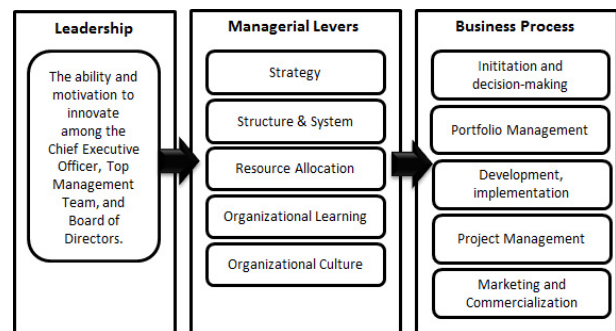 Leadership
The ability and
motivation to
innovate
among the
Chief Executive
Officer, Top
Management
Team, and
Board of
Directors.
Managerial Levers
Strategy
Structure & System
Resource Allocation
Organizational Learning
Organizational Culture
Business Process
Inititation and
decision-making
Portfolio Management
Development,
implementation
Project Management
Marketing and
Commercialization